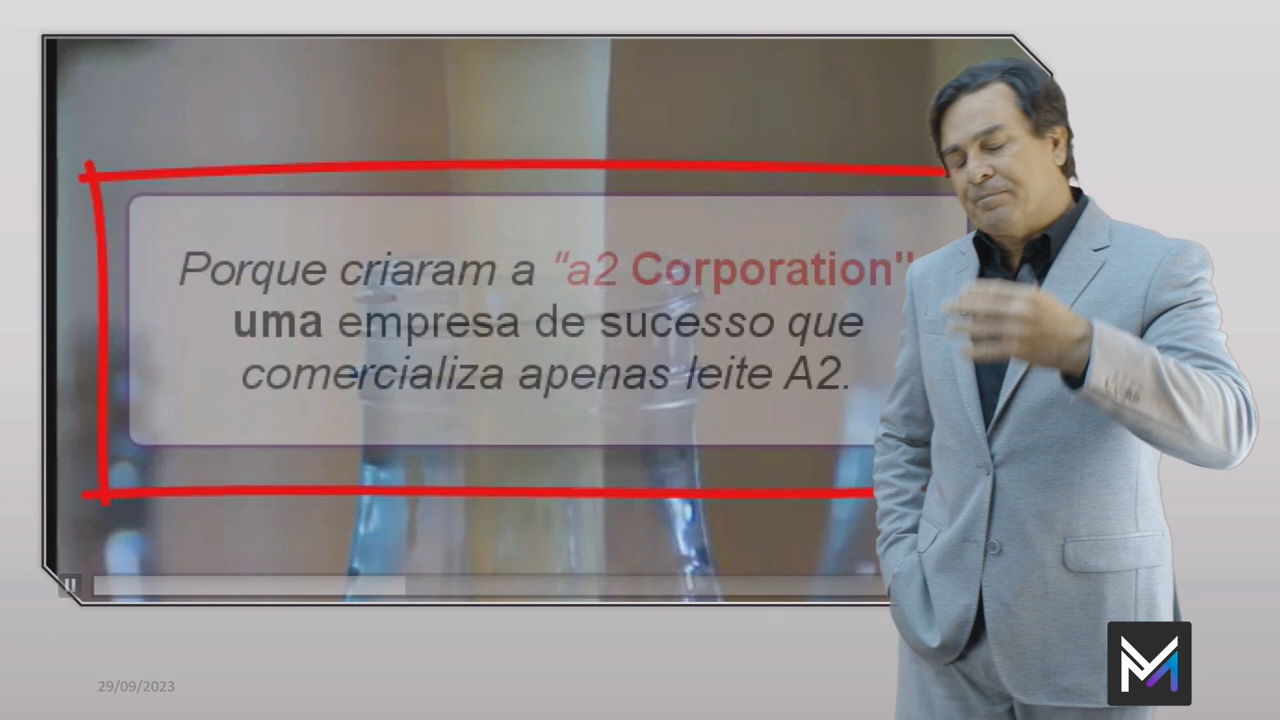 Porque criaram a "a2 Corporation"
uma empresa de sucesso que
comercializa apenas leite A2.
29/09/2023